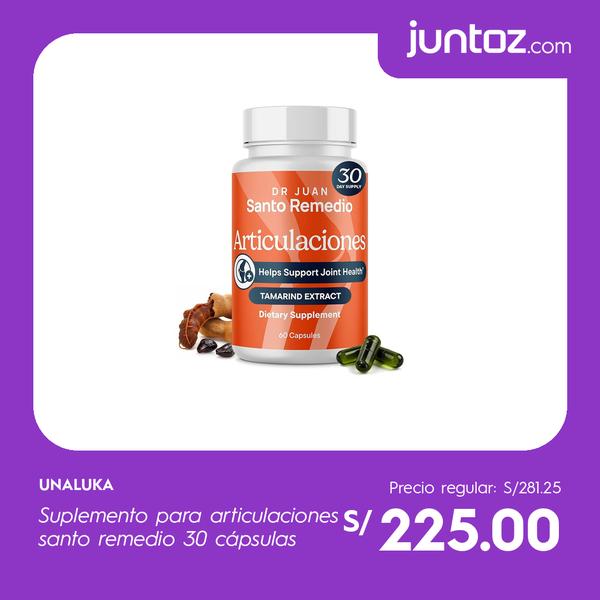 juntoz.com
30
DAY SUPPLY
DR JUAN
Santo Remedio
Articulaciones
Helps Support Joint Health*
TAMARIND EXTRACT
Dietary Supplement
60 Capsules
UNALUKA
Precio regular: S/281.25
Suplemento para articulaciones
santo remedio 30 cápsulas
S/ 225.00